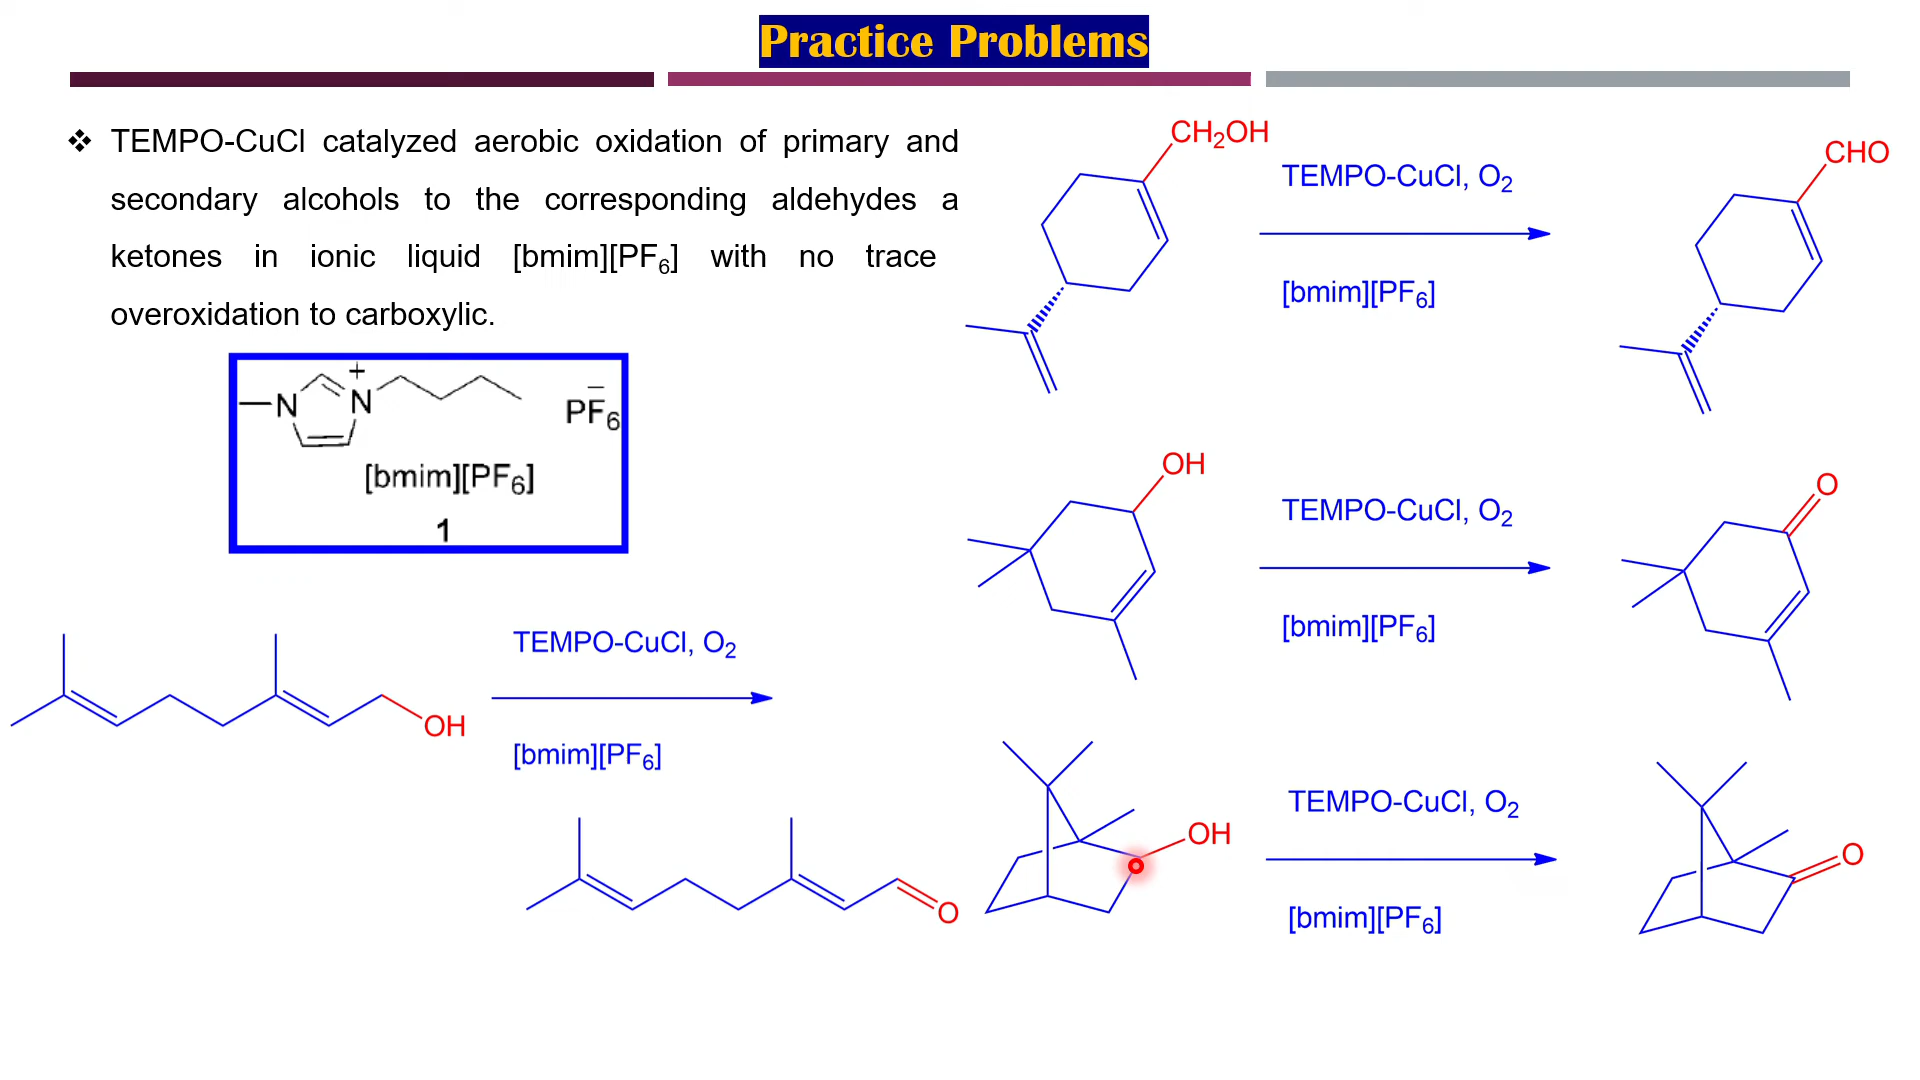 Practice Problems
❖ TEMPO-CuCl catalyzed aerobic oxidation of primary and
secondary alcohols to the corresponding aldehydes a
ketones in ionic liquid [bmim][PF6] with no trace
overoxidation to carboxylic.
N
+
N
PF6
−
[bmim][PF6]
1
CH2OH
TEMPO-CuCl, O2
[bmim][PF6]
CHO
OH
TEMPO-CuCl, O2
[bmim][PF6]
O
OH
TEMPO-CuCl, O2
[bmim][PF6]
O
OH
TEMPO-CuCl, O2
[bmim][PF6]
O